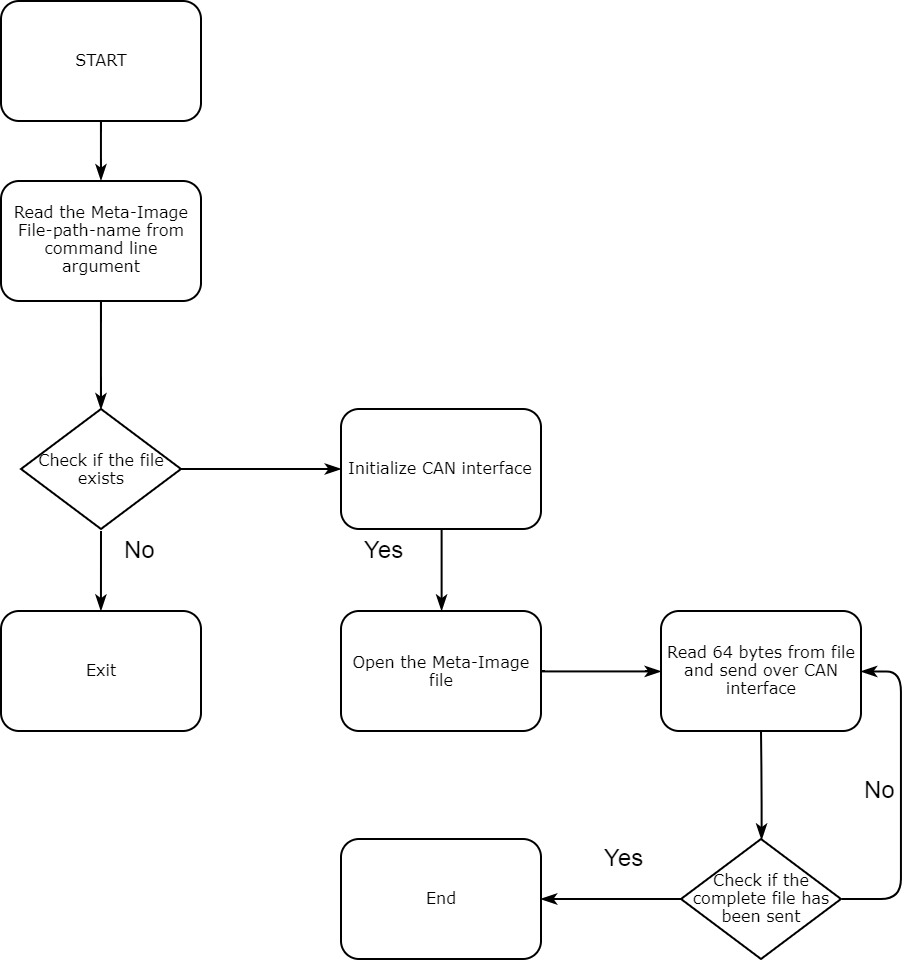 START
Read the Meta-Image
File-path-name from
command line
argument
Check if the file
exists
Initialize CAN interface
No
Yes
Exit
Open the Meta-Image
file
Read 64 bytes from file
and send over CAN
interface
No
Yes
End
Check if the
complete file has
been sent